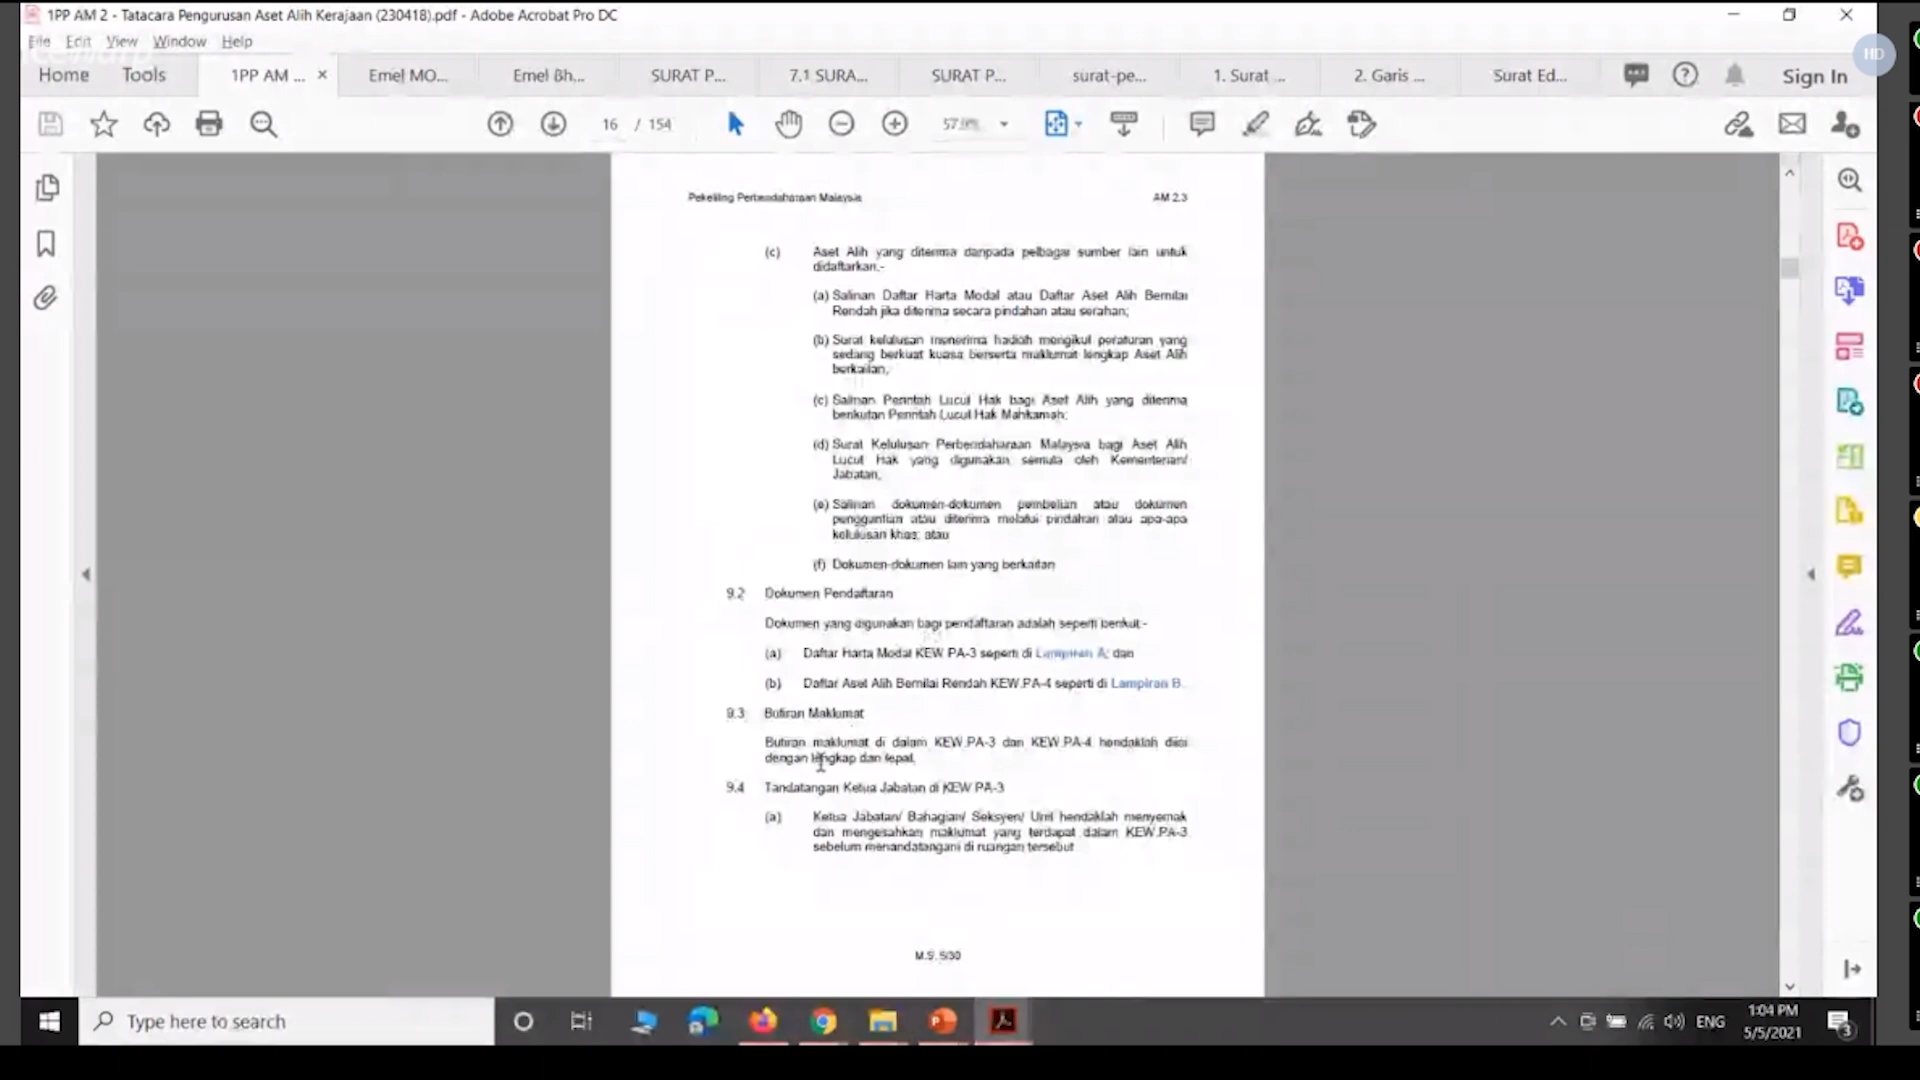 1PP AM 2 - Tatacara Pengurusan Aset Alih Kerajaan (230418).pdf - Adobe Acrobat Pro DC
File Edit View Window Help
HD
Home Tools 1PP AM ... × Emel MO... Emel Bh... SURAT P... 7.1 SURA... SURAT P... surat-pe... 1. Surat ... 2. Garis ... Surat Ed... Sign In
16 / 154
Pekeliling Perbendaharaan Malaysia AM 2.3
(c) Aset Alih yang diterima daripada pelbagai sumber lain untuk
didaftarkan:-
(a) Salinan Daftar Harta Modal atau Daftar Aset Alih Bernilai
Rendah jika diterima secara pindahan atau serahan;
(b) Surat kelulusan menerima hadiah mengikut peraturan yang
sedang berkuat kuasa berserta maklumat lengkap Aset Alih
berkaitan;
(c) Salinan Perintah Lucut Hak bagi Aset Alih yang diterima
berikutan Perintah Lucut Hak Mahkamah;
(d) Surat Kelulusan Perbendaharaan Malaysia bagi Aset Alih
Lucut Hak yang digunakan semula oleh Kementerian/
Jabatan;
(e) Salinan dokumen-dokumen pembelian atau dokumen
penggantian atau diterima melalui pindahan atau apa-apa
kelulusan khas; atau
(f) Dokumen-dokumen lain yang berkaitan
9.2 Dokumen Pendaftaran
Dokumen yang digunakan bagi pendaftaran adalah seperti berikut:-
(a) Daftar Harta Modal KEW.PA-3 seperti di Lampiran A; dan
(b) Daftar Aset Alih Bernilai Rendah KEW.PA-4 seperti di Lampiran B.
9.3 Butiran Maklumat
Butiran maklumat di dalam KEW.PA-3 dan KEW.PA-4 hendaklah diisi
dengan lengkap dan tepat.
9.4 Tandatangan Ketua Jabatan di KEW.PA-3
(a) Ketua Jabatan/ Bahagian/ Seksyen/ Unit hendaklah menyemak
dan mengesahkan maklumat yang terdapat dalam KEW.PA-3
sebelum menandatangani di ruangan tersebut
M.S. 5/30
Type here to search
ENG
1:04 PM
5/5/2021
3